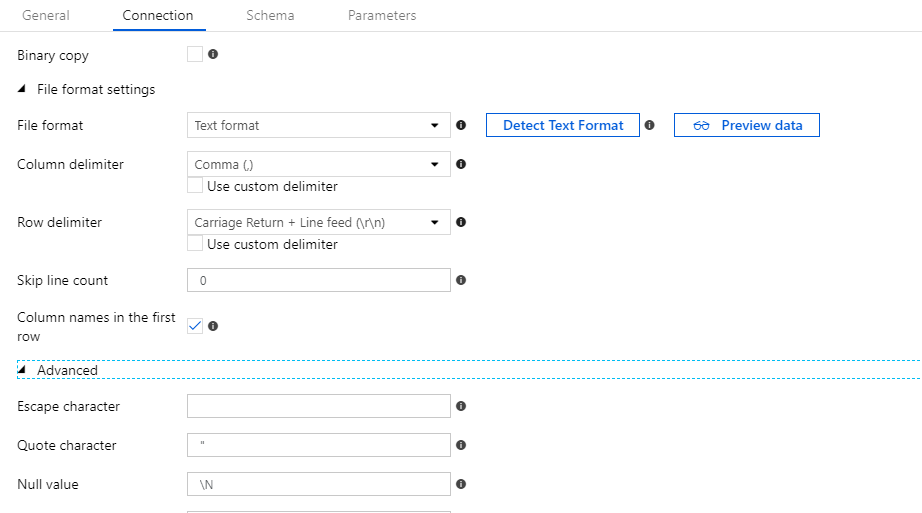 General Connection Schema Parameters
Binary copy
File format settings
File format Text format Detect Text Format Preview data
Column delimiter Comma (,)
Use custom delimiter
Row delimiter Carriage Return + Line feed (\r\n)
Use custom delimiter
Skip line count 0
Column names in the first
row
Advanced
Escape character
Quote character "
Null value \N